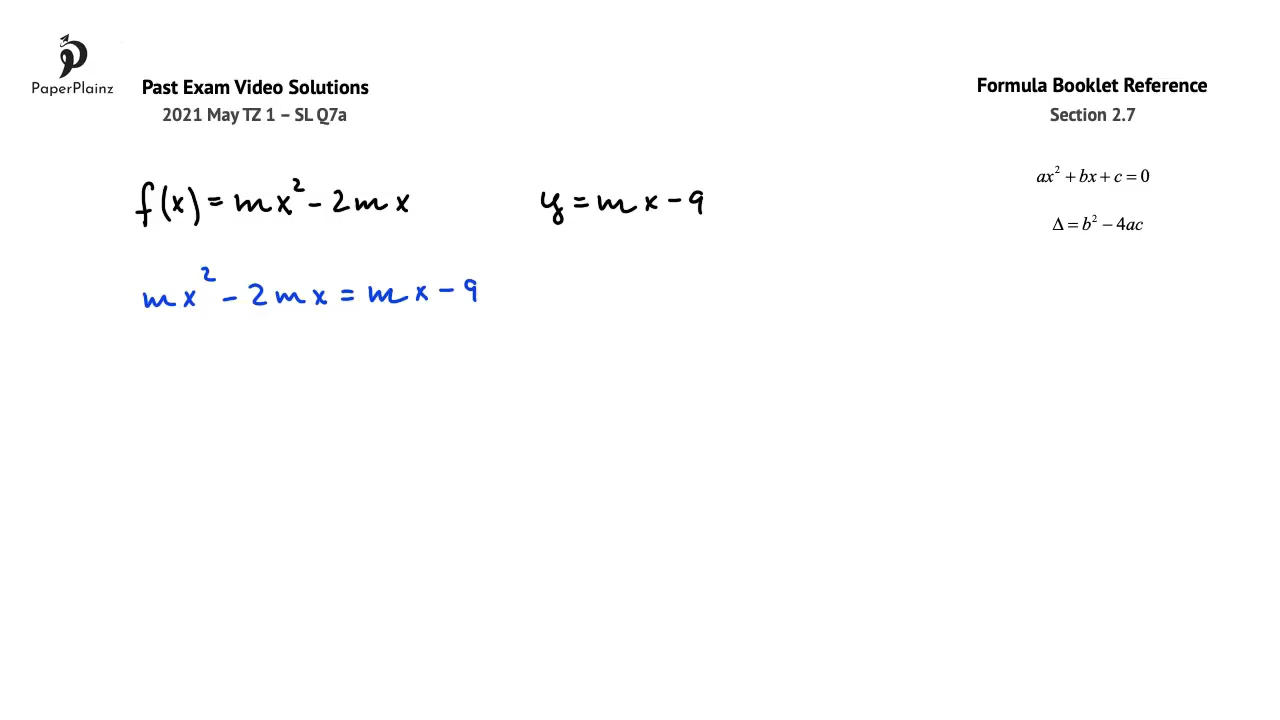 PaperPlainz
Past Exam Video Solutions
2021 May TZ 1 – SL Q7a
Formula Booklet Reference
Section 2.7
ax² + bx + c = 0
Δ = b² − 4ac
f(x) = mx² - 2mx
y = mx - 9
mx² - 2mx = mx - 9